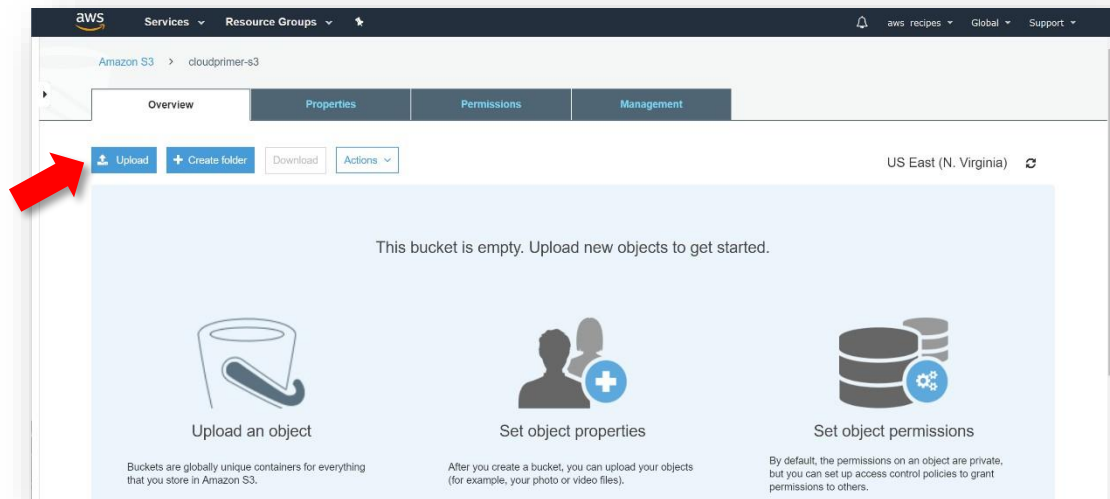 aws Services Resource Groups aws recipes Global Support
Amazon S3 > cloudprimer-s3
Overview Properties Permissions Management
Upload + Create folder Download Actions
US East (N. Virginia)
This bucket is empty. Upload new objects to get started.
Upload an object
Buckets are globally unique containers for everything
that you store in Amazon S3.
Set object properties
After you create a bucket, you can upload your objects
(for example, your photo or video files).
Set object permissions
By default, the permissions on an object are private,
but you can set up access control policies to grant
permissions to others.